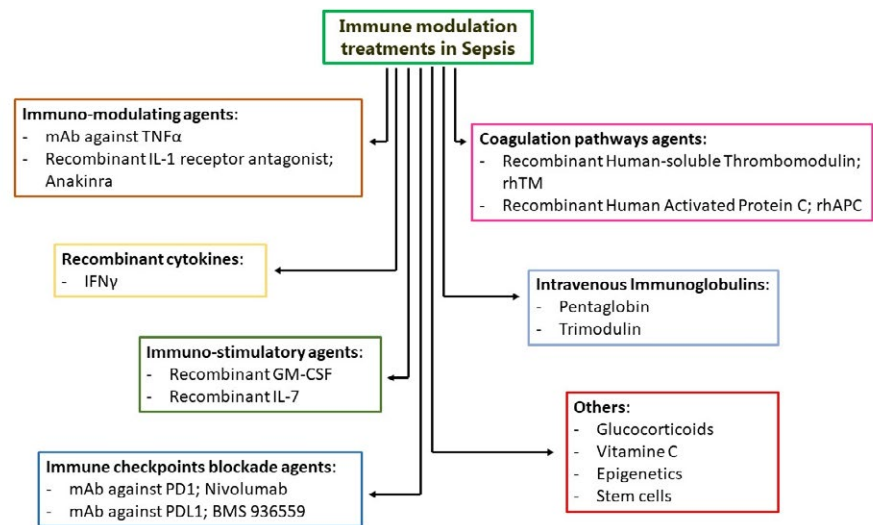 Immune modulation
treatments in Sepsis
Immuno-modulating agents:
- mAb against TNFα
- Recombinant IL-1 receptor antagonist;
Anakinra
Recombinant cytokines:
- IFNγ
Immuno-stimulatory agents:
- Recombinant GM-CSF
- Recombinant IL-7
Immune checkpoints blockade agents:
- mAb against PD1; Nivolumab
- mAb against PDL1; BMS 936559
Coagulation pathways agents:
- Recombinant Human-soluble Thrombomodulin;
rhTM
- Recombinant Human Activated Protein C; rhAPC
Intravenous Immunoglobulins:
- Pentaglobin
- Trimodulin
Others:
- Glucocorticoids
- Vitamine C
- Epigenetics
- Stem cells